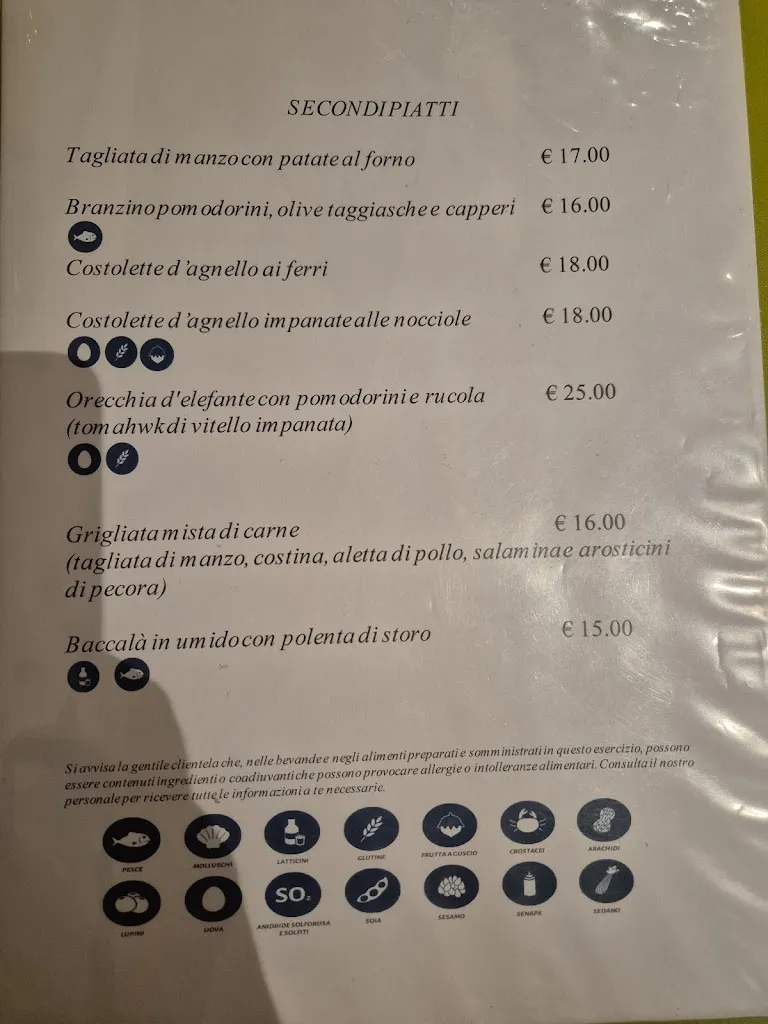 SECONDI PIATTI
Tagliata di manzo con patate al forno € 17.00
Branzino pomodorini, olive taggiasche e capperi € 16.00
Costolette d'agnello ai ferri € 18.00
Costolette d'agnello impanate alle nocciole € 18.00
Orecchia d'elefante con pomodorini e rucola € 25.00
(tomahwk di vitello impanata)
Grigliata mista di carne € 16.00
(tagliata di manzo, costina, aletta di pollo, salamina e arosticini
di pecora)
Baccalà in umido con polenta di storo € 15.00
Si avvisa la gentile clientela che, nelle bevande e negli alimenti preparati e somministrati in questo esercizio, possono
essere contenuti ingredienti o coadiuvanti che possono provocare allergie o intolleranze alimentari. Consulta il nostro
personale per ricevere tutte le informazioni a te necessarie.
PESCE MOLLUSCHI LATTICINI GLUTINE FRUTTA A GUSCIO CROSTACEI ARACHIDI
SO2
LUPINI UOVA ANIDRIDE SOLFOROSA E SOLFITI SOIA SESAMO SENAPE SEDANO